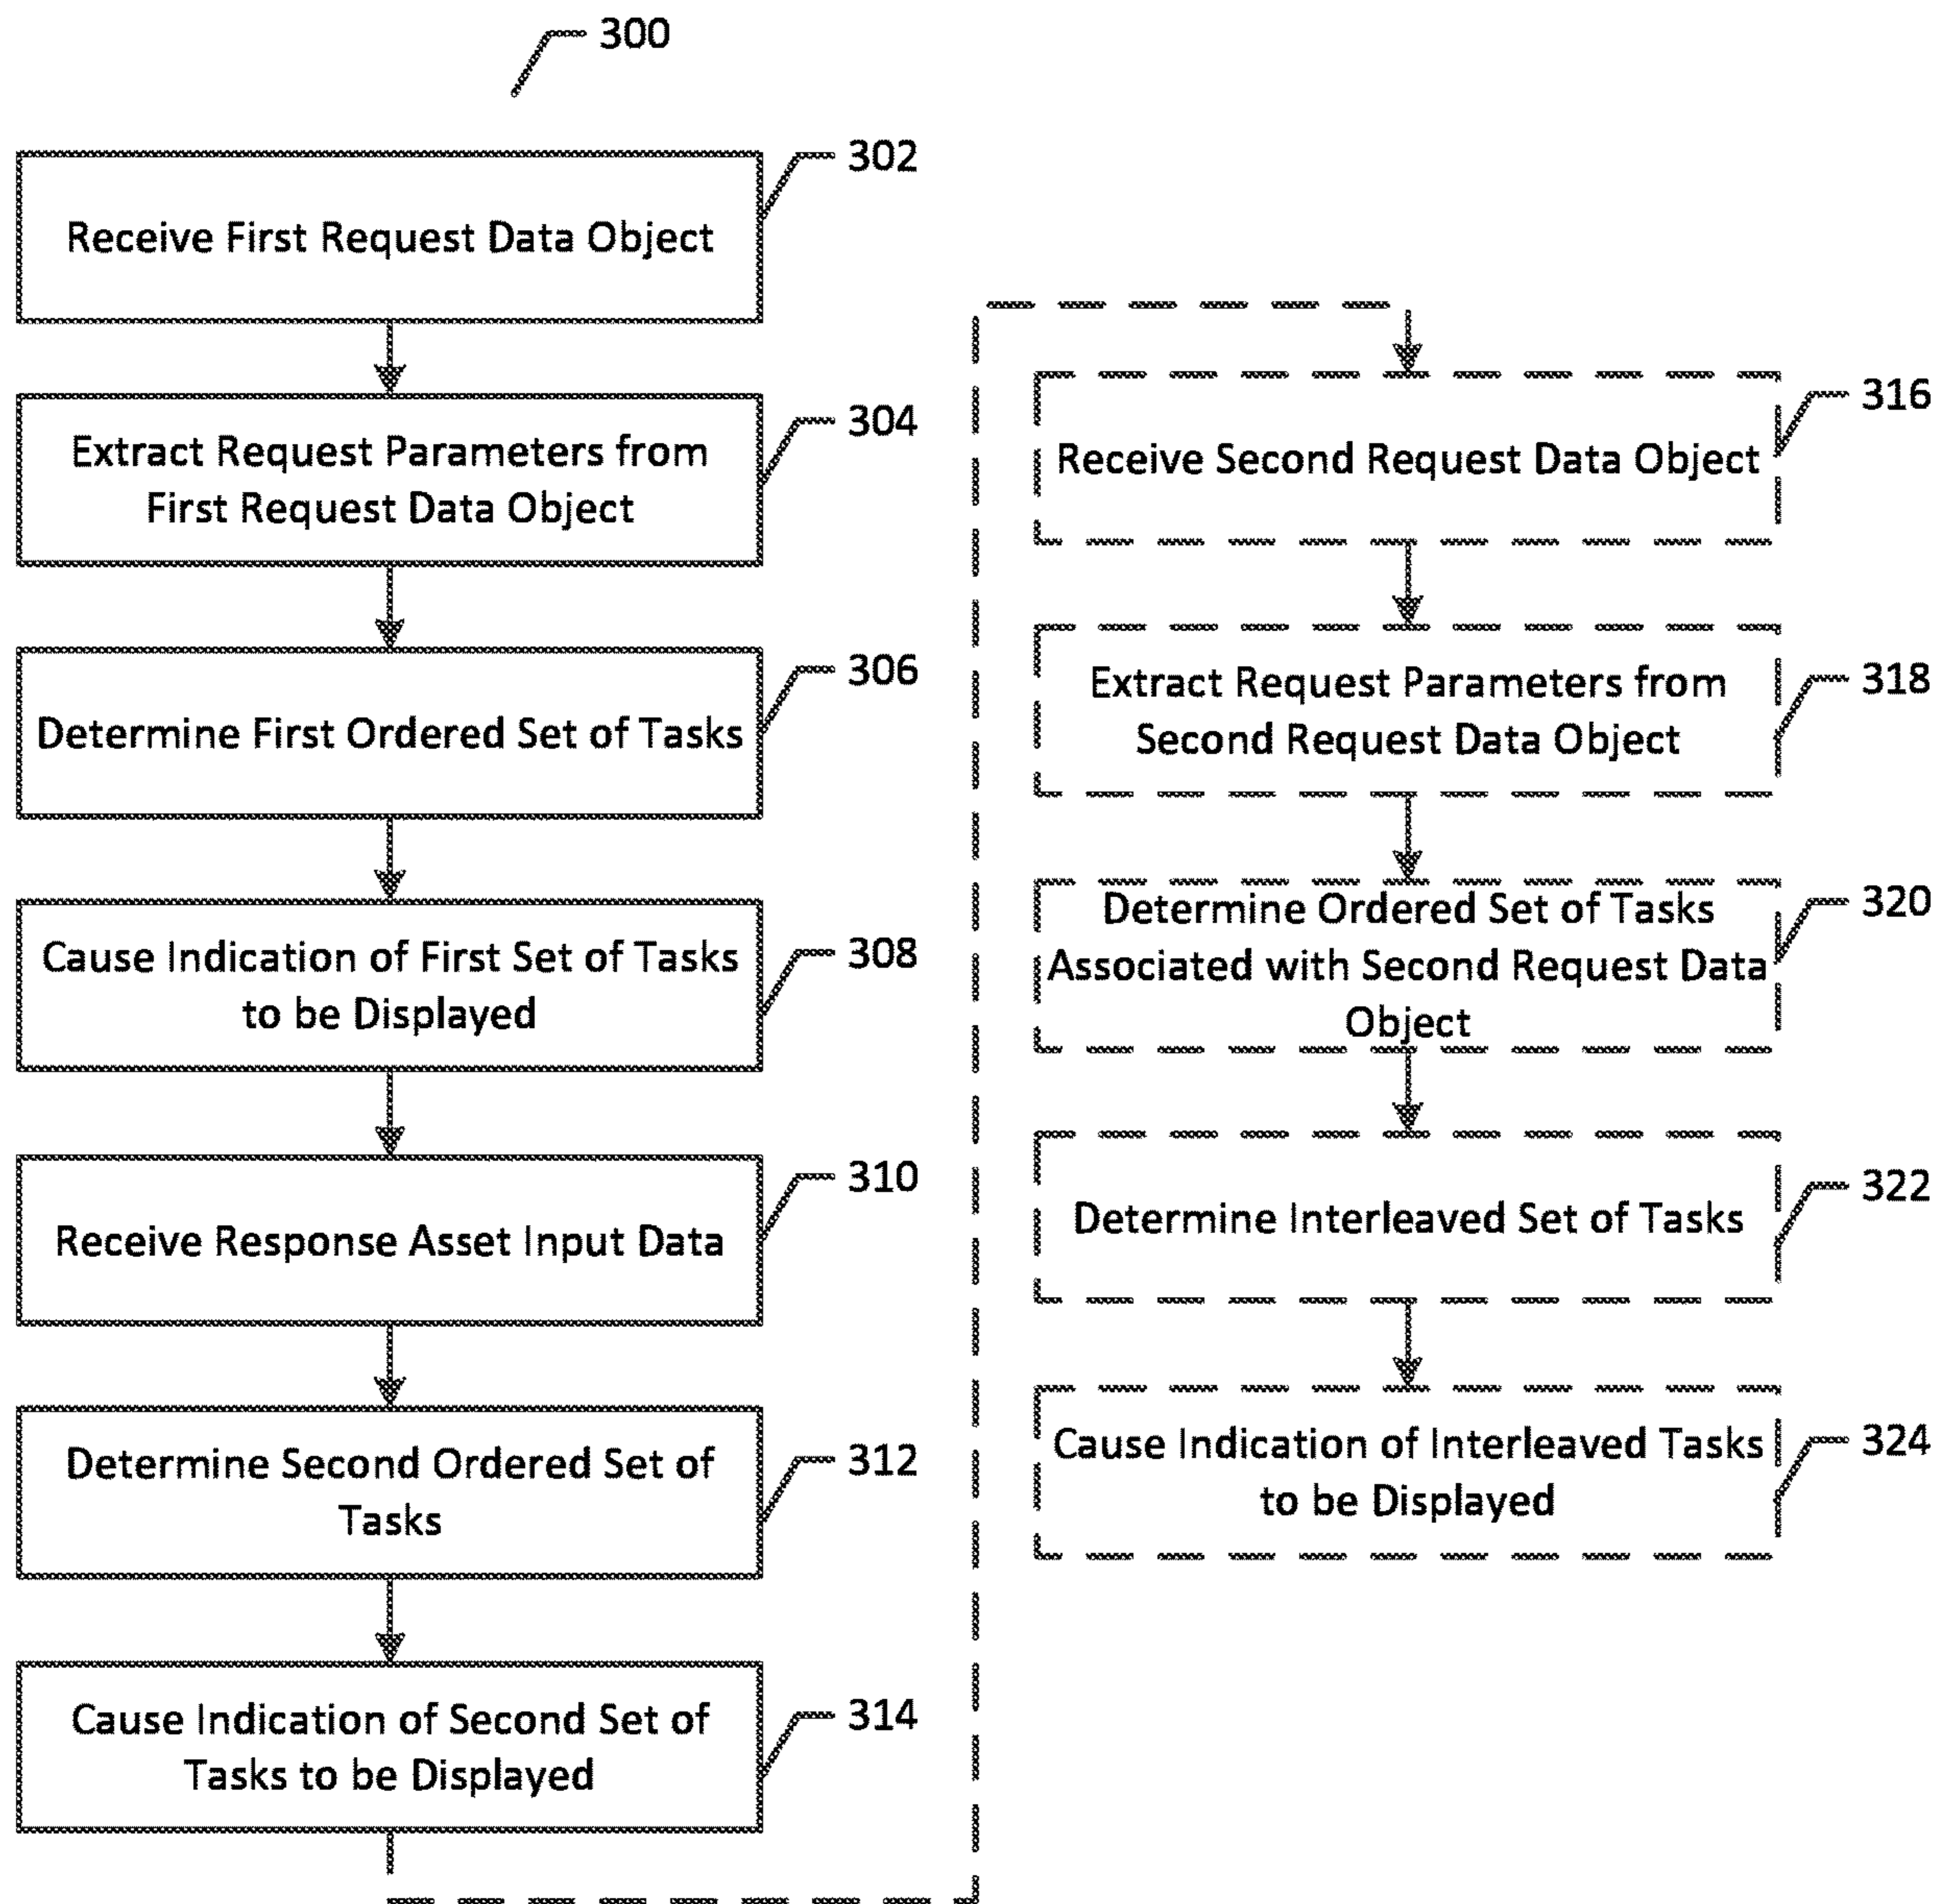 300
302
Receive First Request Data Object
304
Extract Request Parameters from
First Request Data Object
306
Determine First Ordered Set of Tasks
308
Cause Indication of First Set of Tasks
to be Displayed
310
Receive Response Asset Input Data
312
Determine Second Ordered Set of
Tasks
314
Cause Indication of Second Set of
Tasks to be Displayed
316
Receive Second Request Data Object
318
Extract Request Parameters from
Second Request Data Object
320
Determine Ordered Set of Tasks
Associated with Second Request Data
Object
322
Determine Interleaved Set of Tasks
324
Cause Indication of Interleaved Tasks
to be Displayed